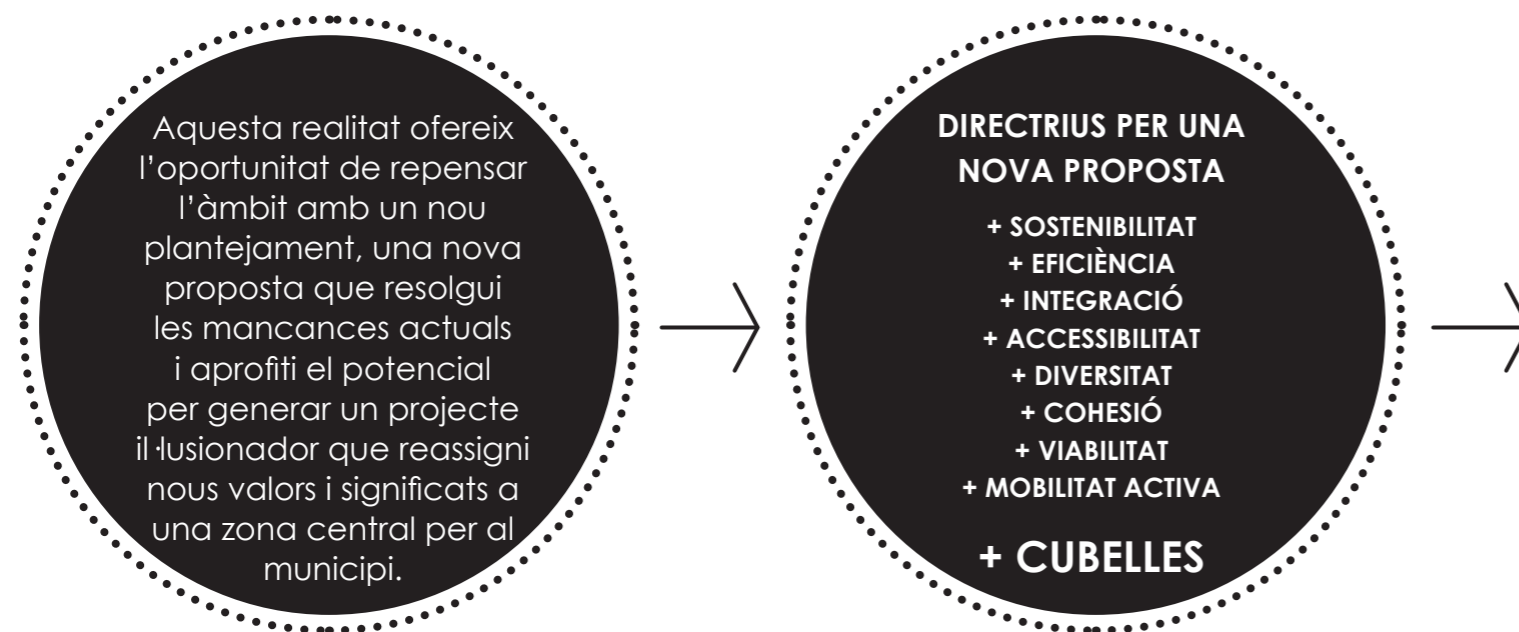 Aquesta realitat ofereix
l'oportunitat de repensar
l'àmbit amb un nou
plantejament, una nova
proposta que resolgui
les mancances actuals
i aprofiti el potencial
per generar un projecte
il·lusionador que reassigni
nous valors i significats a
una zona central per al
municipi.
DIRECTRIUS PER UNA
NOVA PROPOSTA
+ SOSTENIBILITAT
+ EFICIÈNCIA
+ INTEGRACIÓ
+ ACCESSIBILITAT
+ DIVERSITAT
+ COHESIÓ
+ VIABILITAT
+ MOBILITAT ACTIVA
+ CUBELLES